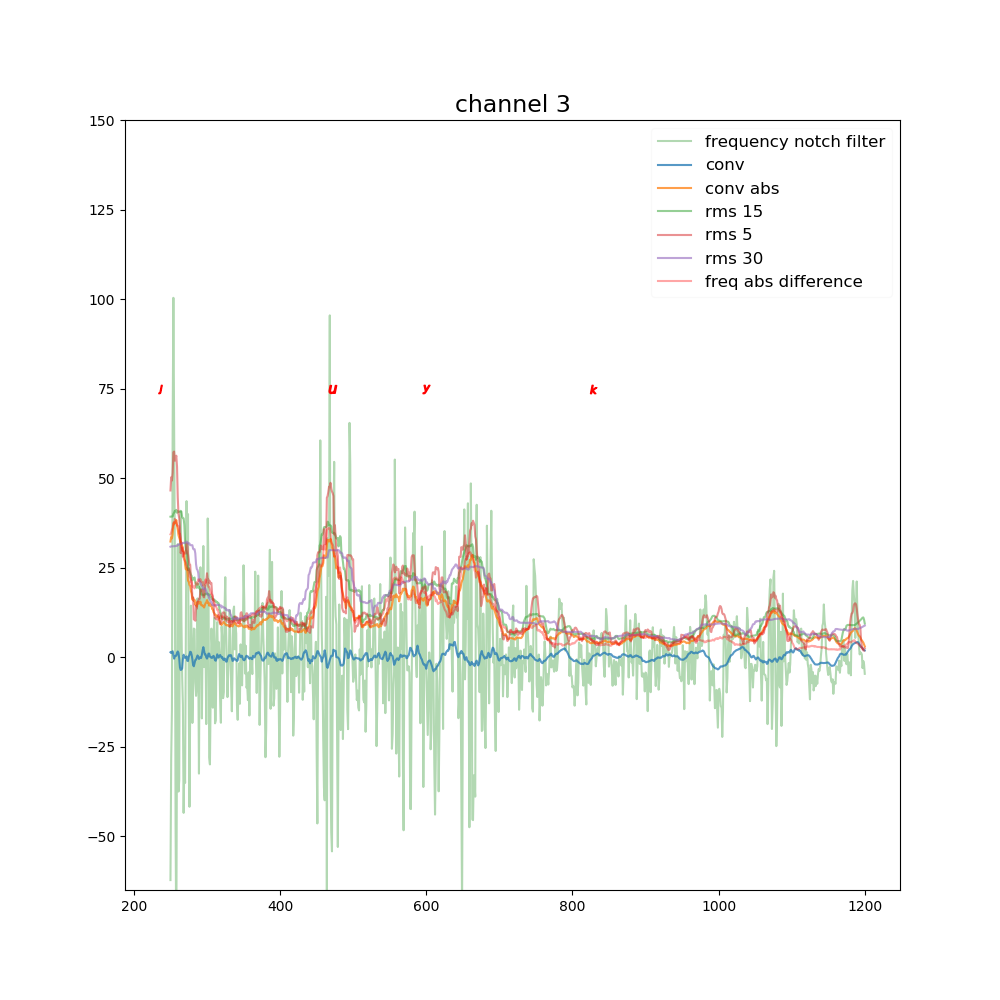 channel 3
150
125
100
75
50
25
0
−25
−50
frequency notch filter
conv
conv abs
rms 15
rms 5
rms 30
freq abs difference
j u y k
200 400 600 800 1000 1200